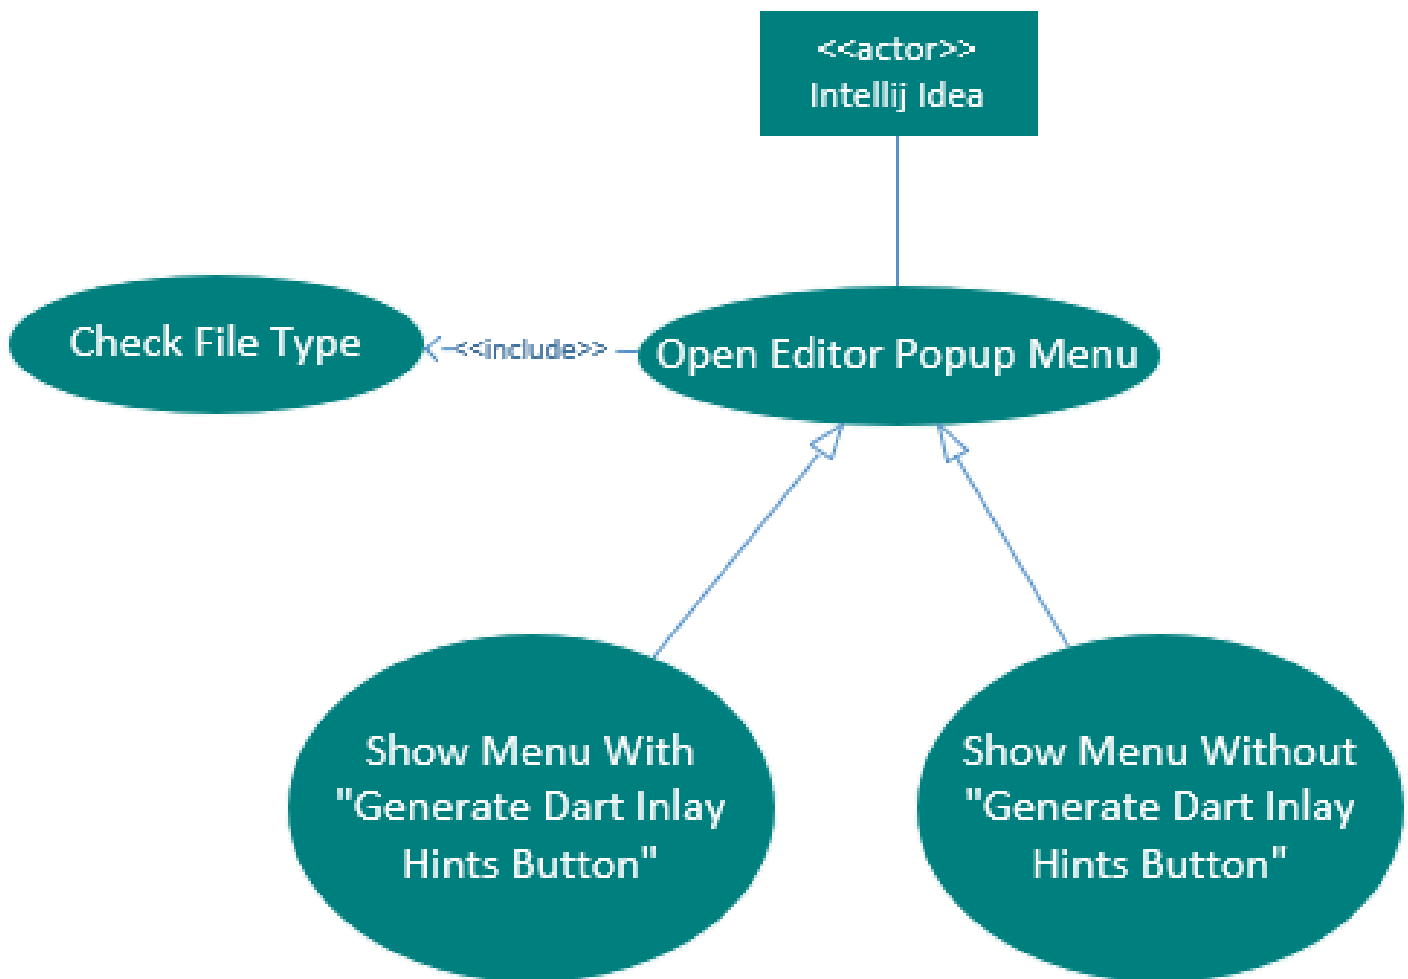 <<actor>>
Intellij Idea
Check File Type
<<include>>
Open Editor Popup Menu
Show Menu With
"Generate Dart Inlay
Hints Button"
Show Menu Without
"Generate Dart Inlay
Hints Button"